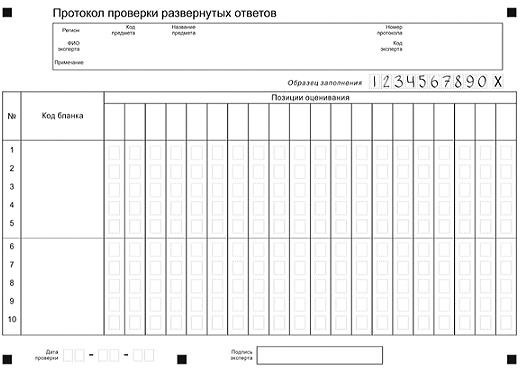 Протокол проверки развернутых ответов
Регион Код предмета Название предмета Номер протокола
ФИО эксперта Код эксперта
Примечание
Образец заполнения 1234567890X
№ Код бланка Позиции оценивания
1
2
3
4
5
6
7
8
9
10
Дата проверки - - Подпись эксперта